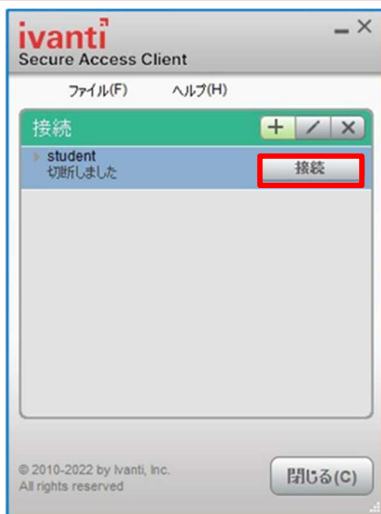 ivanti
Secure Access Client
ファイル(F) ヘルプ(H)
接続
student
切断しました
接続
© 2010-2022 by Ivanti, Inc.
All rights reserved
閉じる(C)